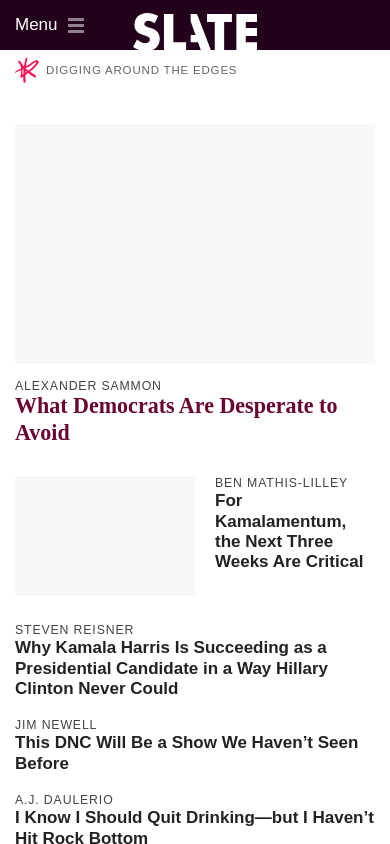 Menu
SLATE
DIGGING AROUND THE EDGES
ALEXANDER SAMMON
What Democrats Are Desperate to
Avoid
BEN MATHIS-LILLEY
For
Kamalamentum,
the Next Three
Weeks Are Critical
STEVEN REISNER
Why Kamala Harris Is Succeeding as a
Presidential Candidate in a Way Hillary
Clinton Never Could
JIM NEWELL
This DNC Will Be a Show We Haven’t Seen
Before
A.J. DAULERIO
I Know I Should Quit Drinking—but I Haven’t
Hit Rock Bottom